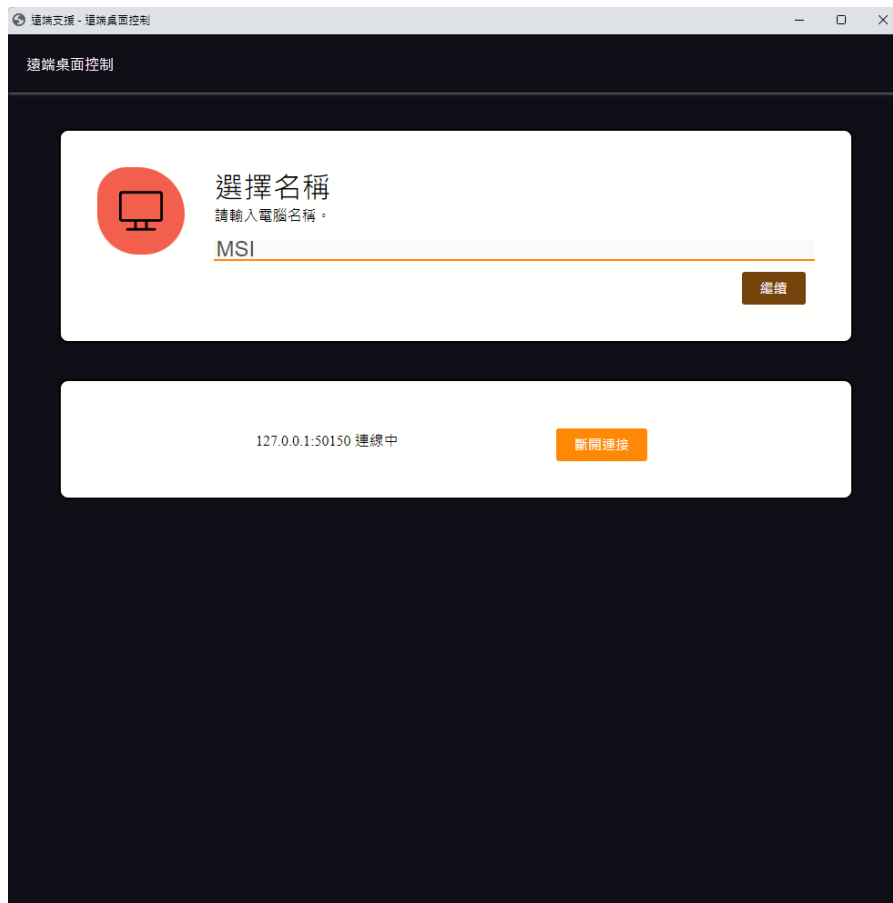 遠端支援 - 遠端桌面控制
遠端桌面控制
選擇名稱
請輸入電腦名稱。
MSI
繼續
127.0.0.1:50150 連線中
斷開連接